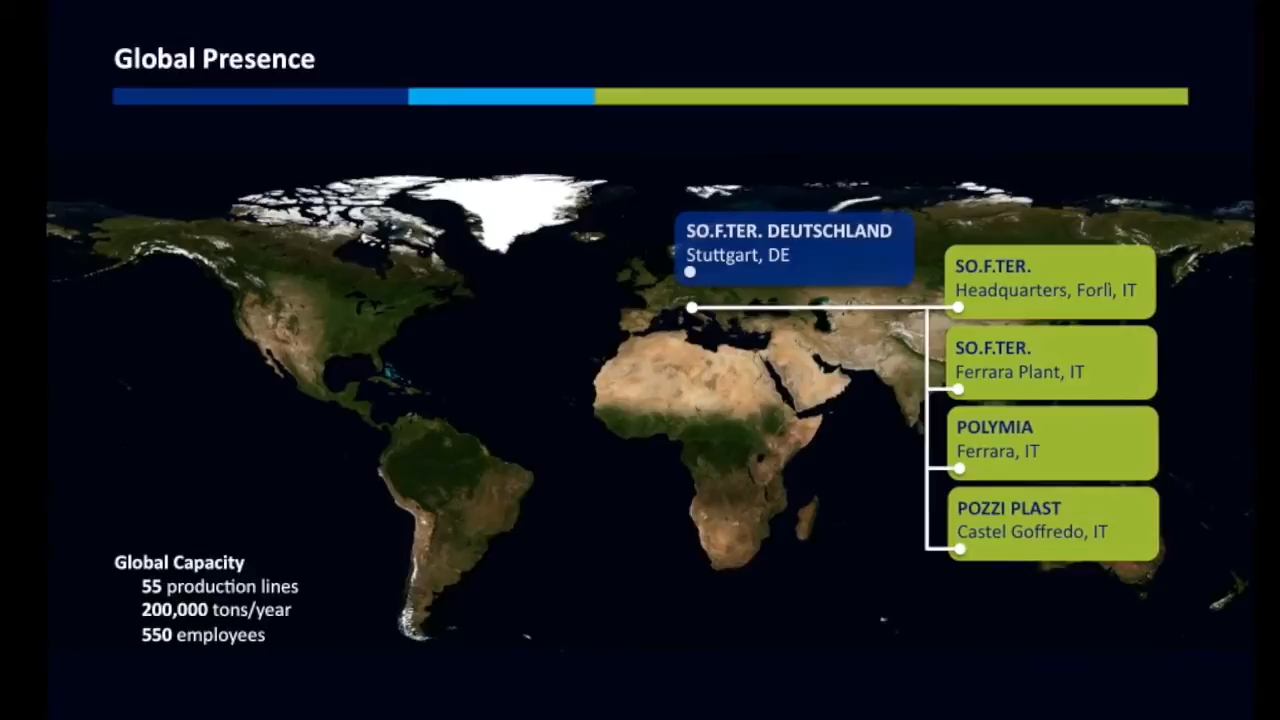 Global Presence
SO.F.TER. DEUTSCHLAND
Stuttgart, DE
SO.F.TER.
Headquarters, Forlì, IT
SO.F.TER.
Ferrara Plant, IT
POLYMIA
Ferrara, IT
POZZI PLAST
Castel Goffredo, IT
Global Capacity
55 production lines
200,000 tons/year
550 employees